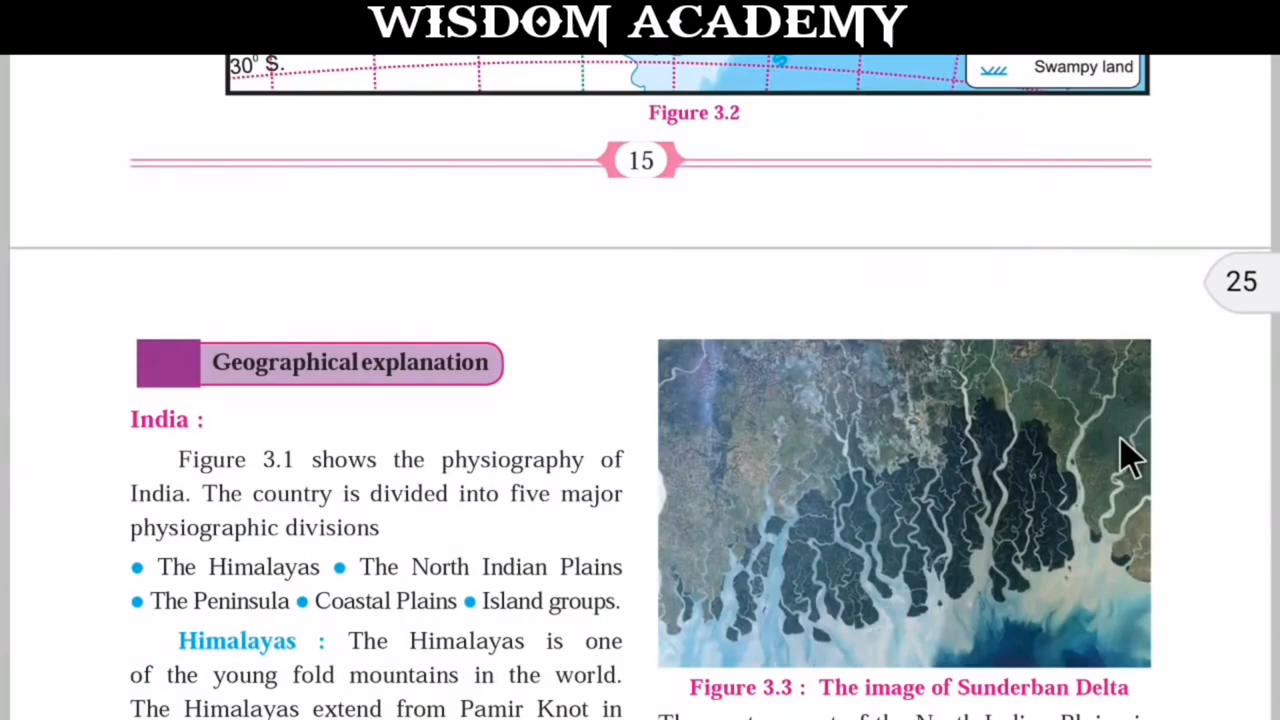 WISDOM ACADEMY
30° S.
Swampy land
Figure 3.2
15
25
Geographical explanation
India :
Figure 3.1 shows the physiography of
India. The country is divided into five major
physiographic divisions
• The Himalayas • The North Indian Plains
• The Peninsula • Coastal Plains • Island groups.
Himalayas : The Himalayas is one
of the young fold mountains in the world.
The Himalayas extend from Pamir Knot in
Figure 3.3 : The image of Sunderban Delta